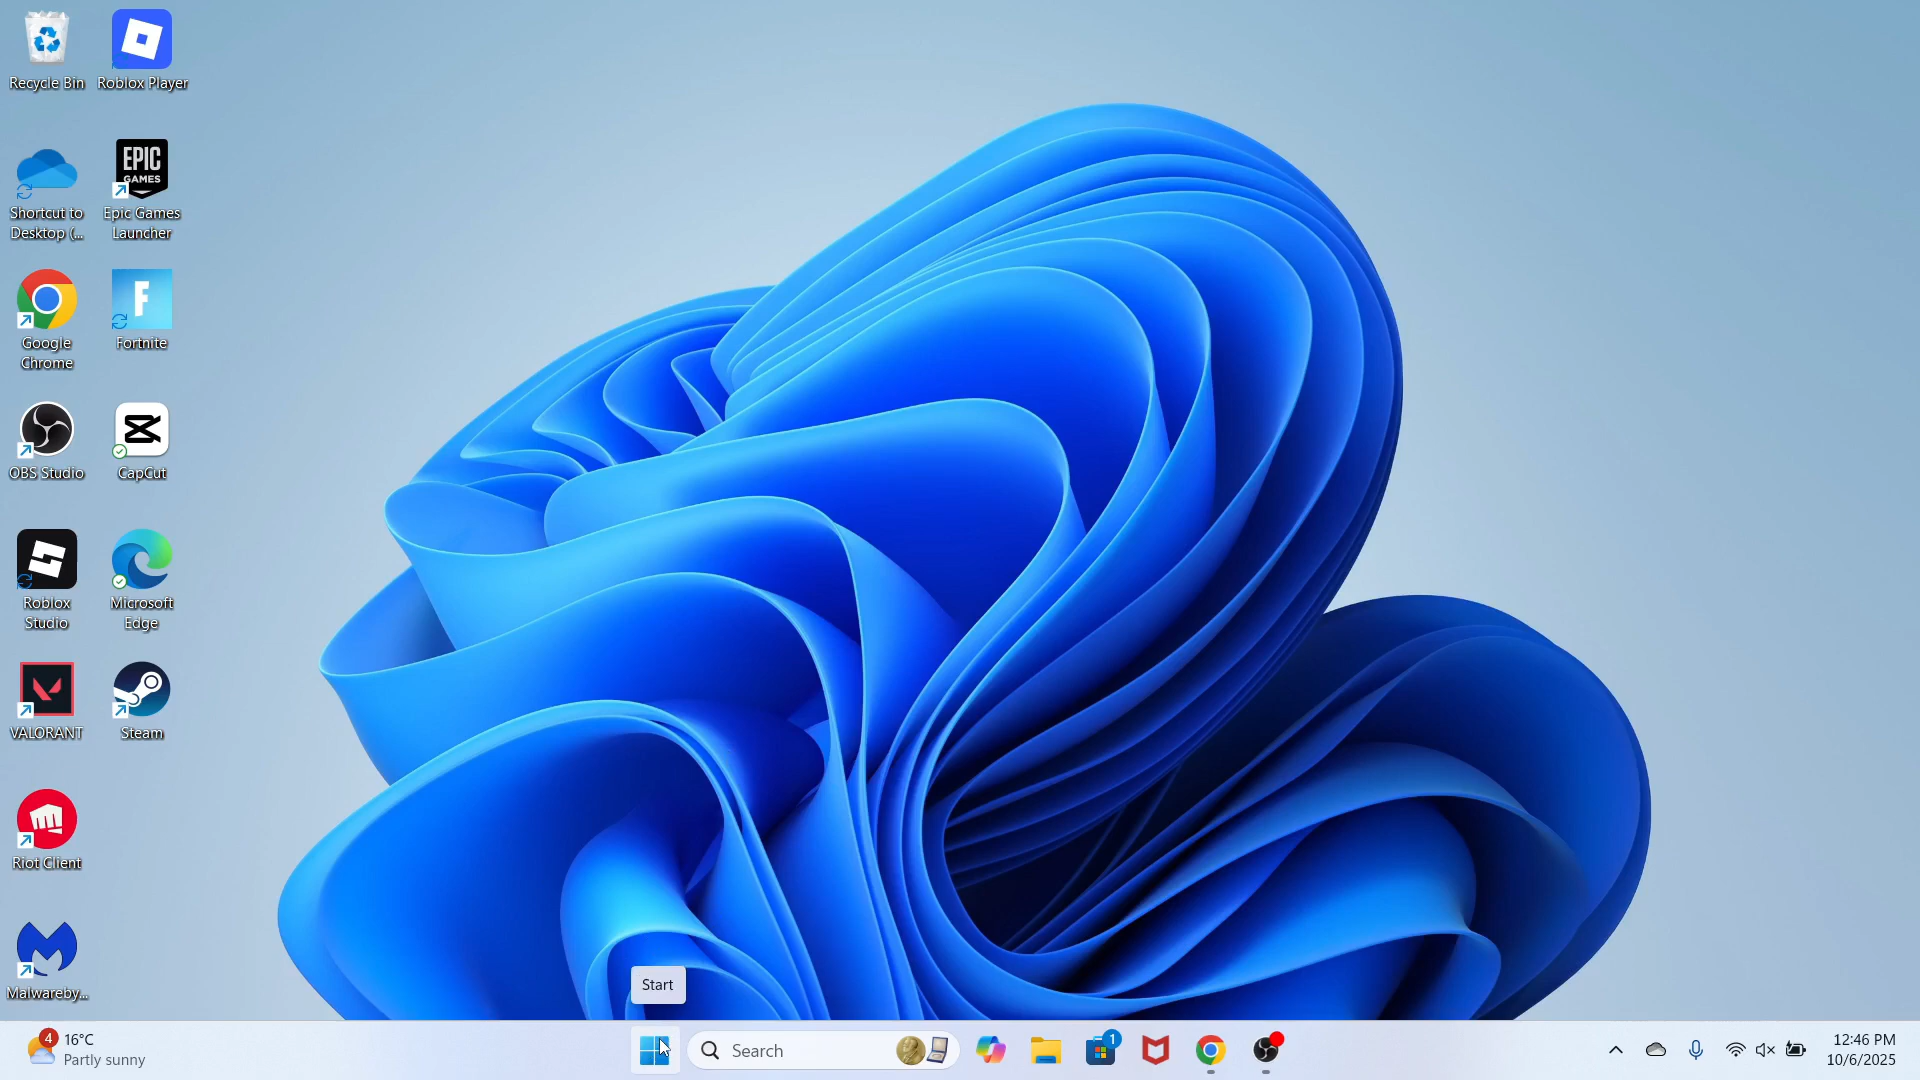 Recycle Bin
Roblox Player
Shortcut to
Desktop (...
EPIC
GAMES
Epic Games
Launcher
Google
Chrome
F
Fortnite
OBS Studio
CapCut
Roblox
Studio
Microsoft
Edge
VALORANT
Steam
Riot Client
Malwareby...
Start
4
16°C
Partly sunny
Search
1
12:46 PM
10/6/2025